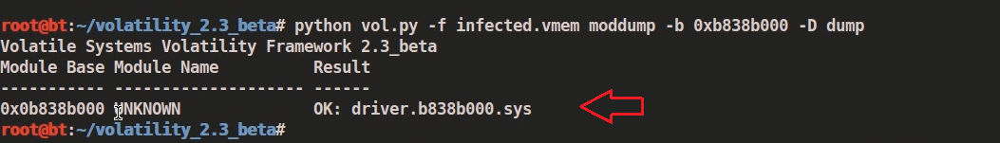 root@bt:~/volatility_2.3_beta# python vol.py -f infected.vmem moddump -b 0xb838b000 -D dump
Volatile Systems Volatility Framework 2.3_beta
Module Base Module Name          Result
----------- -------------------- ------
0x0b838b000 UNKNOWN              OK: driver.b838b000.sys
root@bt:~/volatility_2.3_beta#